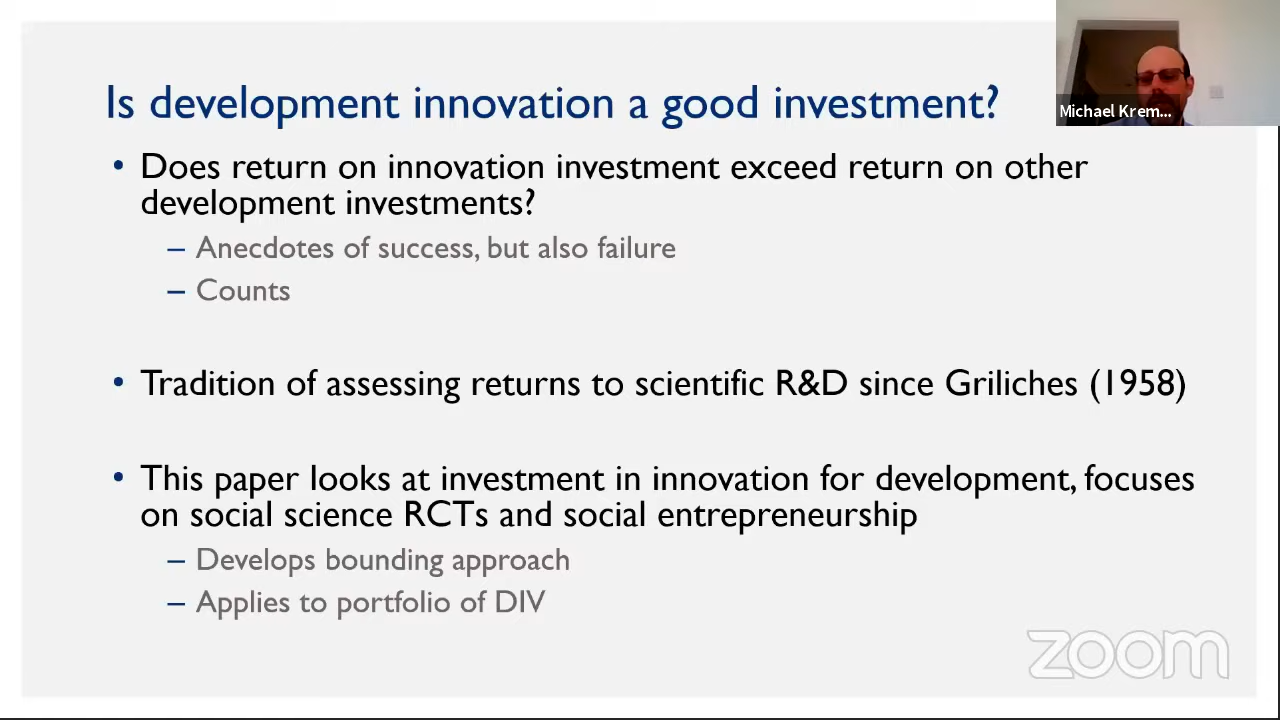 Is development innovation a good investment?
Michael Krem...
• Does return on innovation investment exceed return on other
development investments?
– Anecdotes of success, but also failure
– Counts
• Tradition of assessing returns to scientific R&D since Griliches (1958)
• This paper looks at investment in innovation for development, focuses
on social science RCTs and social entrepreneurship
– Develops bounding approach
– Applies to portfolio of DIV
zoom